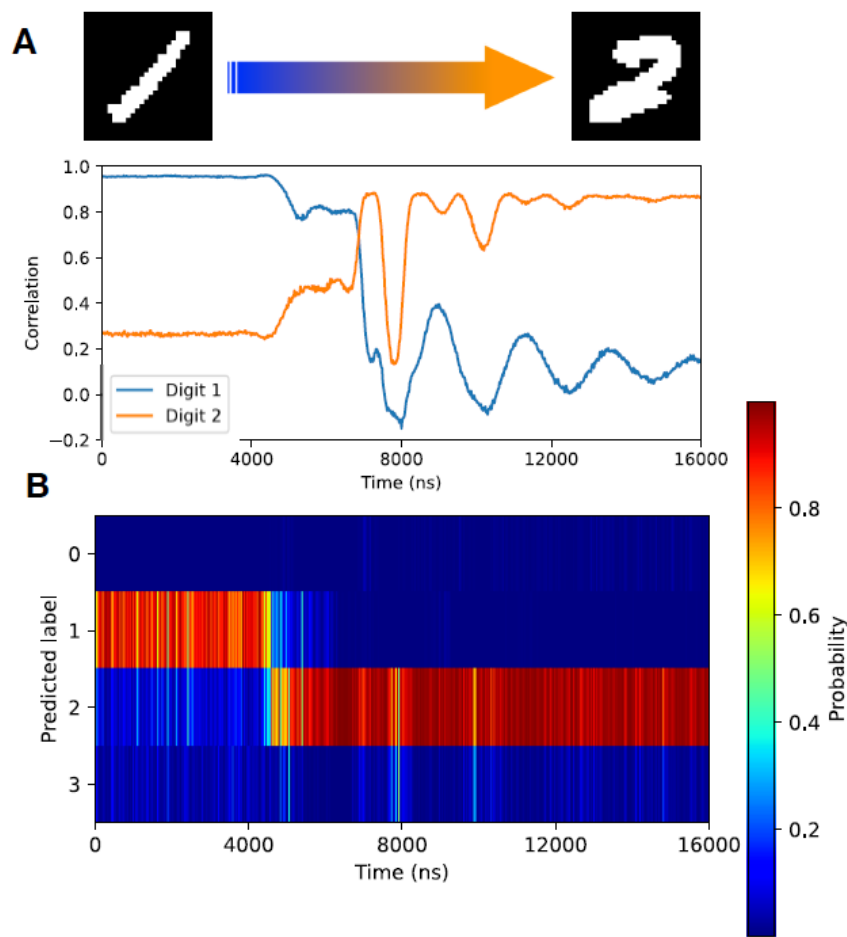 A
1.0
0.8
0.6
0.4
0.2
0.0
−0.2
Correlation
Digit 1
Digit 2
0 4000 8000 12000 16000
Time (ns)
B
0
1
2
3
Predicted label
0 4000 8000 12000 16000
Time (ns)
0.8
0.6
0.4
0.2
Probability